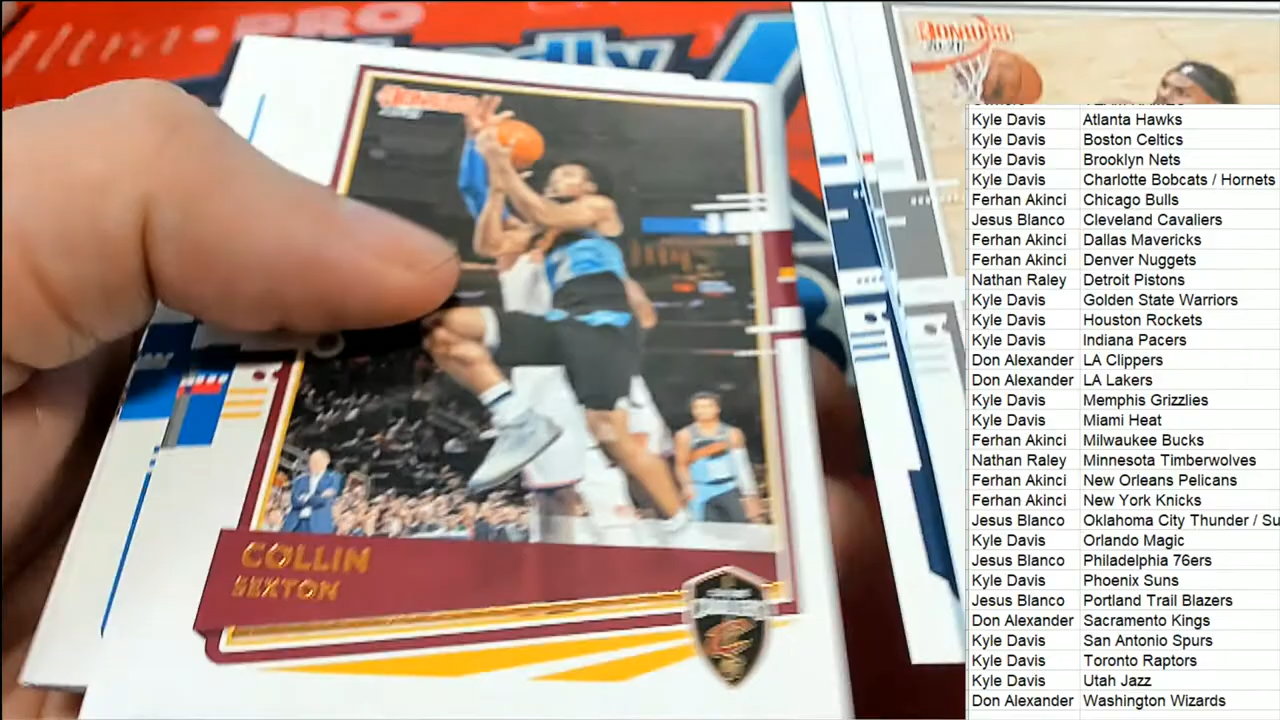 Ultra PRO
COLLIN
SEXTON
Kyle Davis Atlanta Hawks
Kyle Davis Boston Celtics
Kyle Davis Brooklyn Nets
Kyle Davis Charlotte Bobcats / Hornets
Ferhan Akinci Chicago Bulls
Jesus Blanco Cleveland Cavaliers
Ferhan Akinci Dallas Mavericks
Ferhan Akinci Denver Nuggets
Nathan Raley Detroit Pistons
Kyle Davis Golden State Warriors
Kyle Davis Houston Rockets
Kyle Davis Indiana Pacers
Don Alexander LA Clippers
Don Alexander LA Lakers
Kyle Davis Memphis Grizzlies
Kyle Davis Miami Heat
Ferhan Akinci Milwaukee Bucks
Nathan Raley Minnesota Timberwolves
Ferhan Akinci New Orleans Pelicans
Ferhan Akinci New York Knicks
Jesus Blanco Oklahoma City Thunder / Su
Kyle Davis Orlando Magic
Jesus Blanco Philadelphia 76ers
Kyle Davis Phoenix Suns
Jesus Blanco Portland Trail Blazers
Don Alexander Sacramento Kings
Kyle Davis San Antonio Spurs
Kyle Davis Toronto Raptors
Kyle Davis Utah Jazz
Don Alexander Washington Wizards